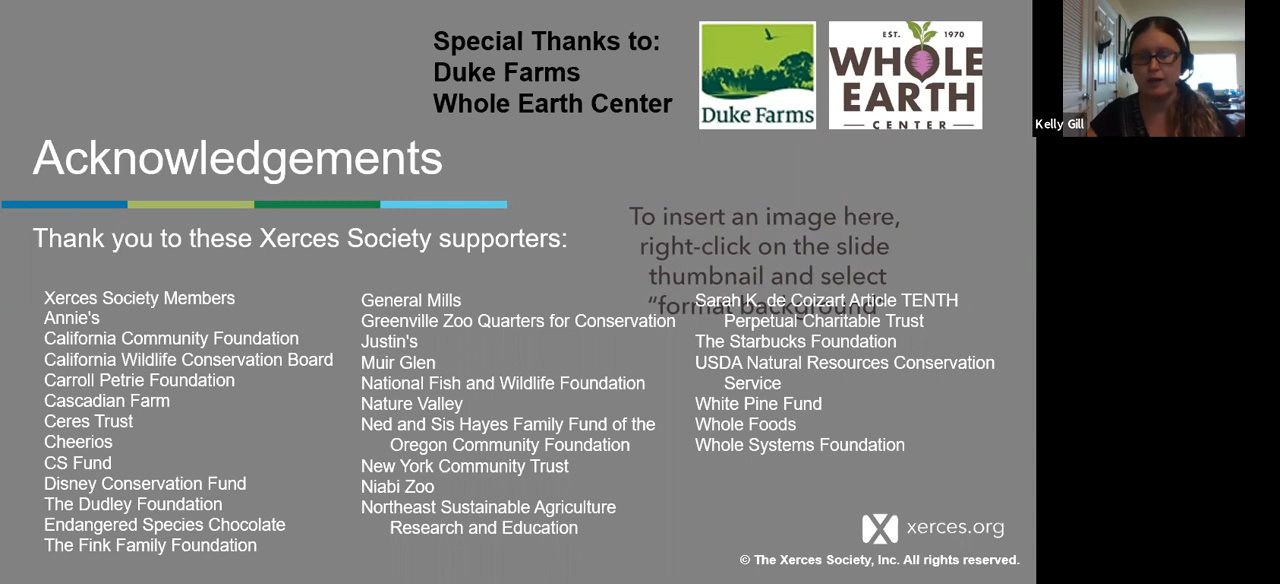 Special Thanks to:
Duke Farms
Whole Earth Center
Duke Farms
EST. 1970
WHOLE
EARTH
CENTER
Kelly Gill
Acknowledgements
To insert an image here,
right-click on the slide
thumbnail and select
“format background”
Thank you to these Xerces Society supporters:
Xerces Society Members
Annie's
California Community Foundation
California Wildlife Conservation Board
Carroll Petrie Foundation
Cascadian Farm
Ceres Trust
Cheerios
CS Fund
Disney Conservation Fund
The Dudley Foundation
Endangered Species Chocolate
The Fink Family Foundation
General Mills
Greenville Zoo Quarters for Conservation
Justin's
Muir Glen
National Fish and Wildlife Foundation
Nature Valley
Ned and Sis Hayes Family Fund of the
Oregon Community Foundation
New York Community Trust
Niabi Zoo
Northeast Sustainable Agriculture
Research and Education
Sarah K. de Coizart Article TENTH
Perpetual Charitable Trust
The Starbucks Foundation
USDA Natural Resources Conservation
Service
White Pine Fund
Whole Foods
Whole Systems Foundation
xerces.org
© The Xerces Society, Inc. All rights reserved.